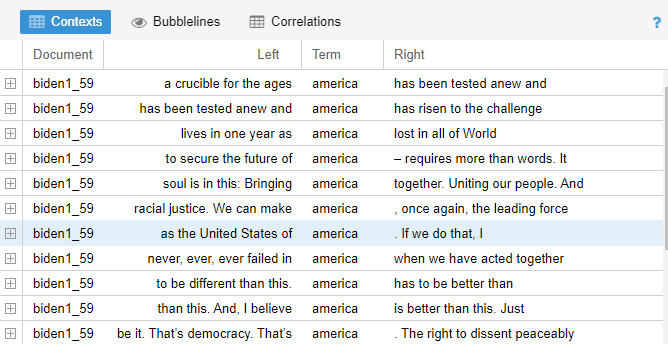 Contexts Bubblelines Correlations ?
Document Left Term Right
biden1_59 a crucible for the ages america has been tested anew and
biden1_59 has been tested anew and america has risen to the challenge
biden1_59 lives in one year as america lost in all of World
biden1_59 to secure the future of america – requires more than words. It
biden1_59 soul is in this: Bringing america together. Uniting our people. And
biden1_59 racial justice. We can make america , once again, the leading force
biden1_59 as the United States of america . If we do that, I
biden1_59 never, ever, ever failed in america when we have acted together
biden1_59 to be different than this. america has to be better than
biden1_59 than this. And, I believe america is better than this. Just
biden1_59 be it. That’s democracy. That’s america . The right to dissent peaceably